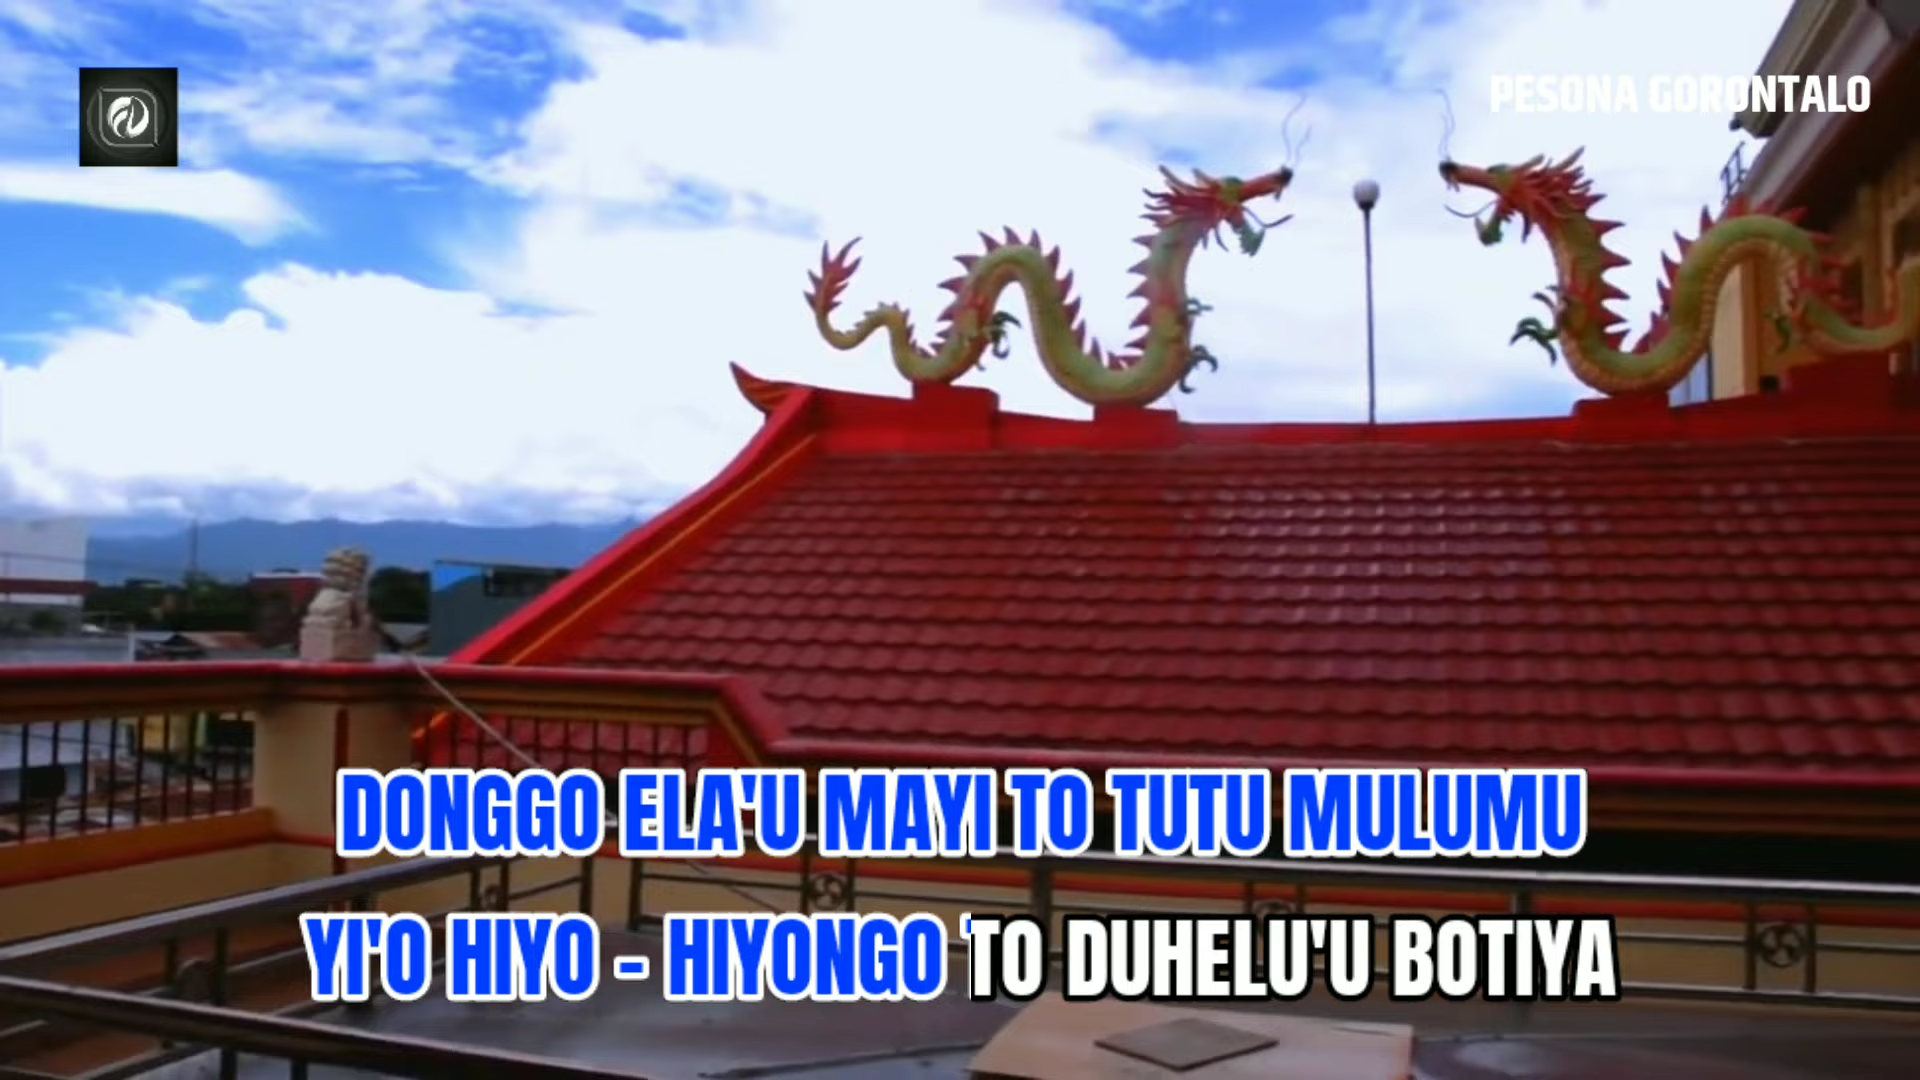 PESONA GORONTALO
DONGGO ELA'U MAYI TO TUTU MULUMU
YI'O HIYO - HIYONGO TO DUHELU'U BOTIYA